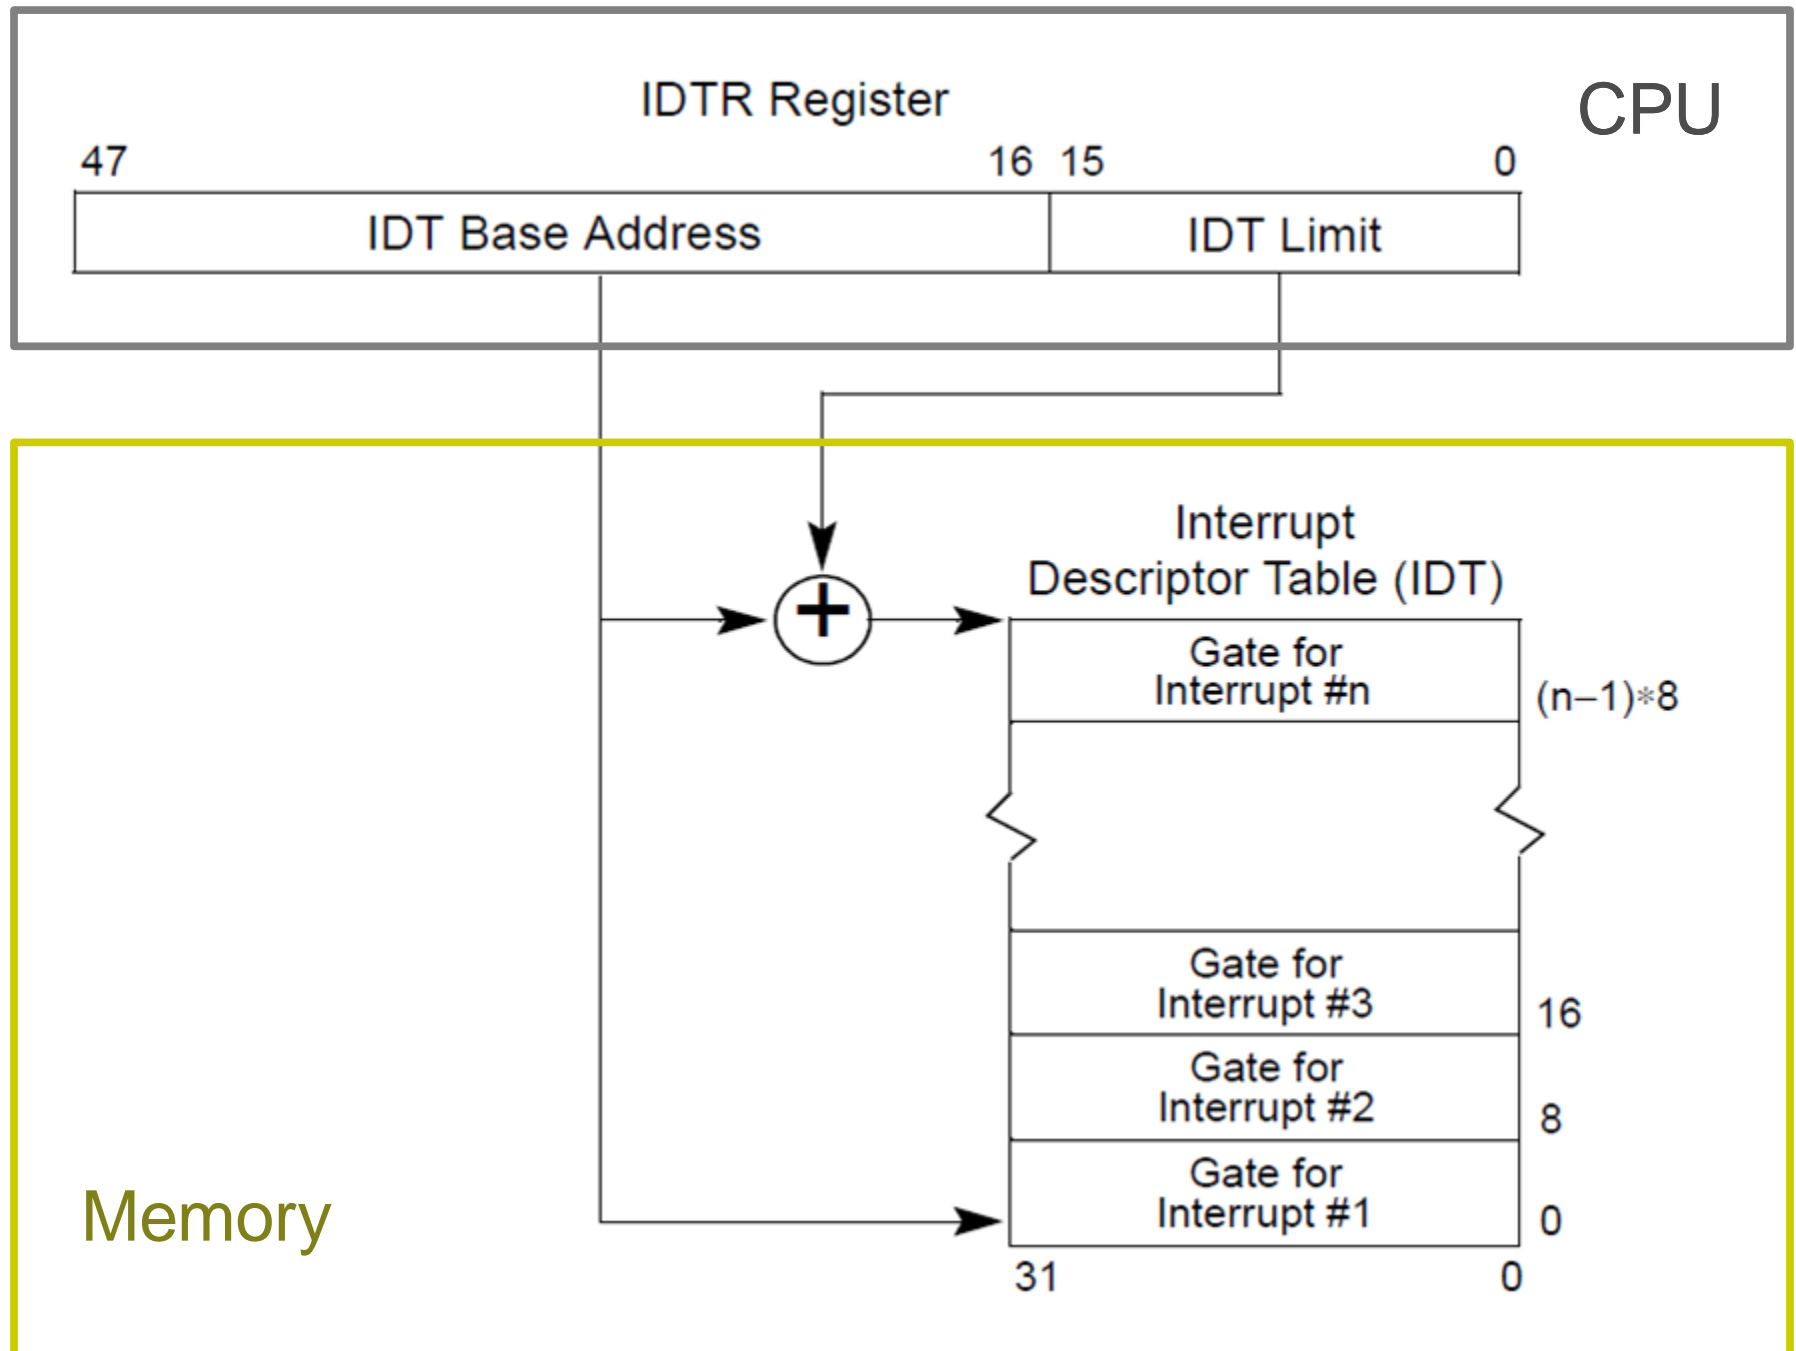 IDTR Register
CPU
47
16
15
0
IDT Base Address
IDT Limit
+
Interrupt
Descriptor Table (IDT)
Gate for
Interrupt #n
(n−1)*8
Gate for
Interrupt #3
16
Gate for
Interrupt #2
8
Gate for
Interrupt #1
0
Memory
31
0